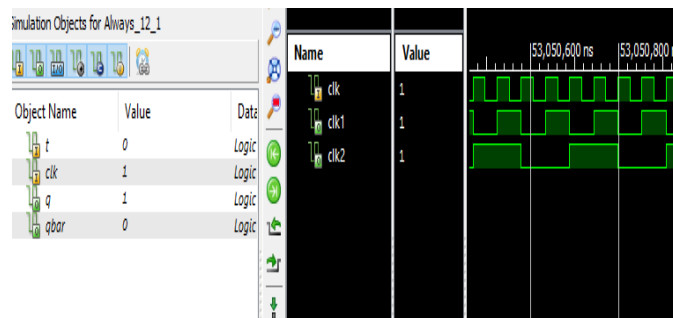 Simulation Objects for Always_12_1
Object Name Value Data
t 0 Logic
clk 1 Logic
q 1 Logic
qbar 0 Logic
Name Value
clk 1
clk1 1
clk2 1
53,050,600 ns 53,050,800 n